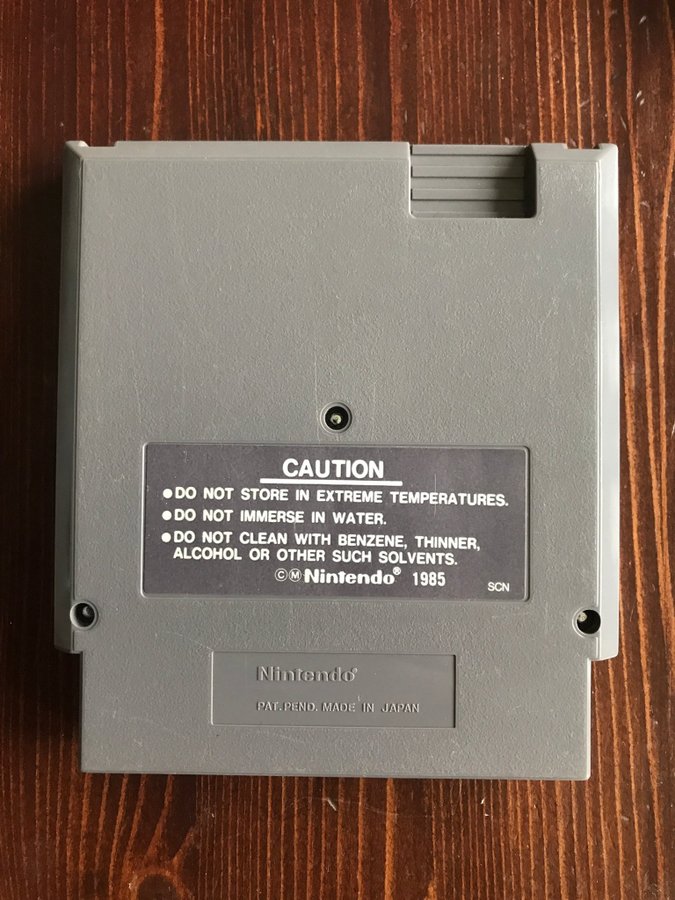 CAUTION
●DO NOT STORE IN EXTREME TEMPERATURES.
●DO NOT IMMERSE IN WATER.
●DO NOT CLEAN WITH BENZENE, THINNER,
ALCOHOL OR OTHER SUCH SOLVENTS.
©Ⓜ Nintendo® 1985 SCN
Nintendo®
PAT. PEND. MADE IN JAPAN